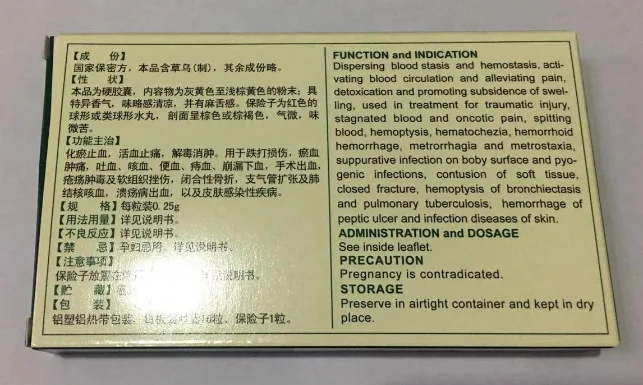 【成 份】
国家保密方，本品含草乌(制)，其余成份略。
【性 状】
本品为硬胶囊，内容物为灰黄色至浅棕黄色的粉末；具
特异香气，味略感清凉，并有麻舌感。保险子为红色的
球形或类球形水丸，剖面呈棕色或棕褐色，气微，味
微苦。
【功能主治】
化瘀止血，活血止痛，解毒消肿。用于跌打损伤，瘀血
肿痛，吐血、咳血、便血、痔血、崩漏下血，手术出血，
疮疡肿毒及软组织挫伤，闭合性骨折，支气管扩张及肺
结核咳血，溃疡病出血，以及皮肤感染性疾病。
【规 格】每粒装0.25g
【用法用量】详见说明书。
【不良反应】详见说明书。
【禁 忌】孕妇忌用，详见说明书。
【注意事项】
保险子放置在 见说明书。
【贮 藏】
【包 装】
铝塑铝热带包装， 16粒、保险子1粒。
FUNCTION and INDICATION
Dispersing blood stasis and hemostasis, acti-
vating blood circulation and alleviating pain,
detoxication and promoting subsidence of swel-
ling, used in treatment for traumatic injury,
stagnated blood and oncotic pain, spitting
blood, hemoptysis, hematochezia, hemorrhoid
hemorrhage, metrorrhagia and metrostaxia,
suppurative infection on boby surface and pyo-
genic infections, contusion of soft tissue,
closed fracture, hemoptysis of bronchiectasis
and pulmonary tuberculosis, hemorrhage of
peptic ulcer and infection diseases of skin.
ADMINISTRATION and DOSAGE
See inside leaflet.
PRECAUTION
Pregnancy is contradicated.
STORAGE
Preserve in airtight container and kept in dry
place.